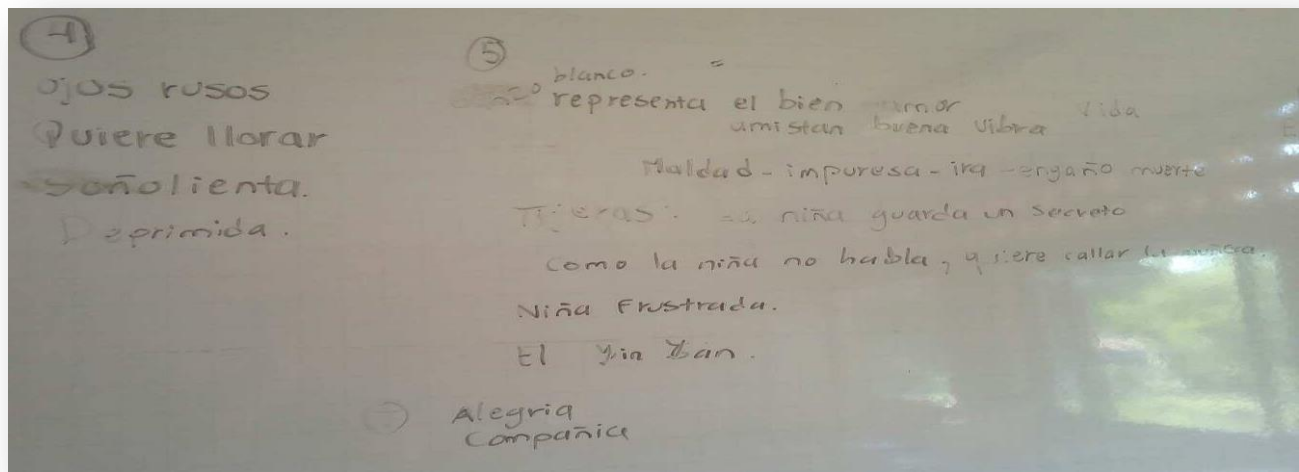 4
ojos rusos
Quiere llorar
soñolienta.
Deprimida.
5
blanco. =
representa el bien amor vida
amistan buena vibra
Maldad - impuresa - ira - engaño muerte
Tijeras: La niña guarda un secreto
como la niña no habla, quiere callar la muñeca.
Niña Frustrada.
El Yin Yan.
Alegria
Compañia